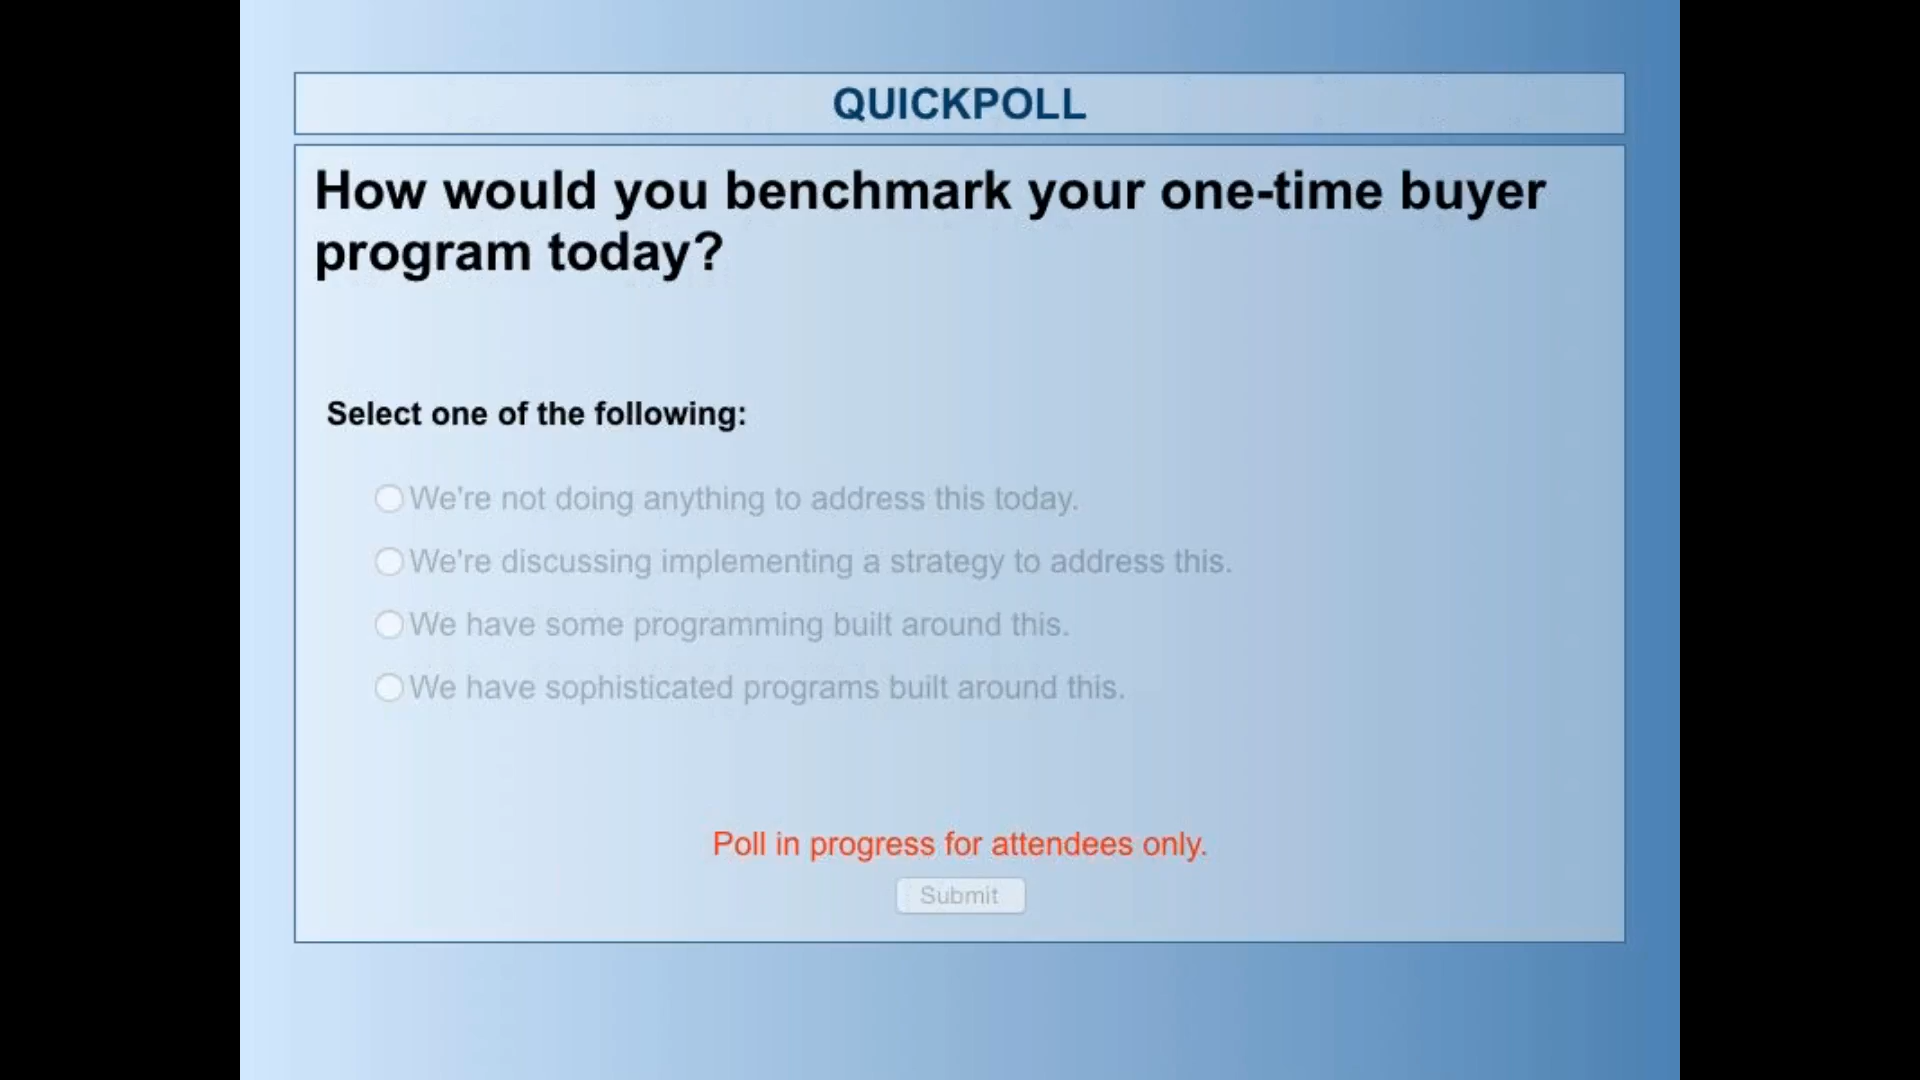 QUICKPOLL
How would you benchmark your one-time buyer
program today?
Select one of the following:
We're not doing anything to address this today.
We're discussing implementing a strategy to address this.
We have some programming built around this.
We have sophisticated programs built around this.
Poll in progress for attendees only.
Submit